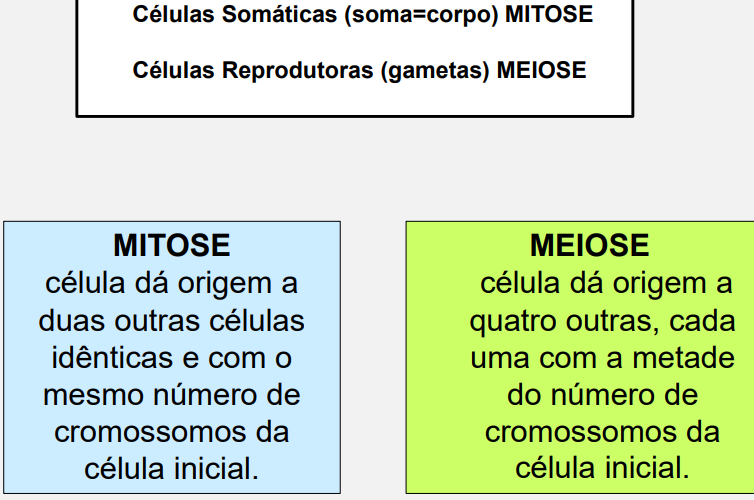 Células Somáticas (soma=corpo) MITOSE
Células Reprodutoras (gametas) MEIOSE
MITOSE
célula dá origem a
duas outras células
idênticas e com o
mesmo número de
cromossomos da
célula inicial.
MEIOSE
célula dá origem a
quatro outras, cada
uma com a metade
do número de
cromossomos da
célula inicial.